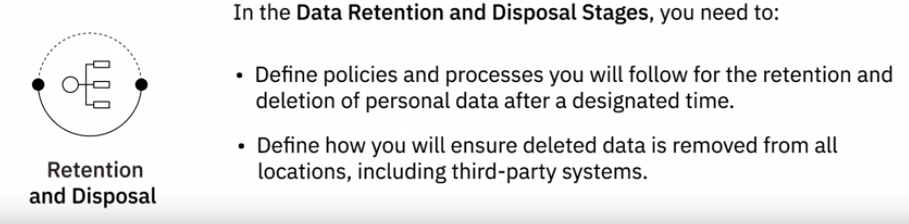 In the Data Retention and Disposal Stages, you need to:
• Define policies and processes you will follow for the retention and
deletion of personal data after a designated time.
• Define how you will ensure deleted data is removed from all
locations, including third-party systems.
Retention
and Disposal